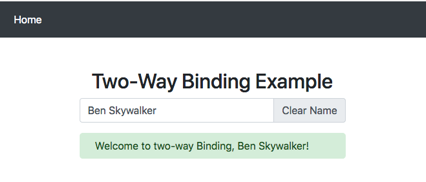 Home
Two-Way Binding Example
Ben Skywalker Clear Name
Welcome to two-way Binding, Ben Skywalker!